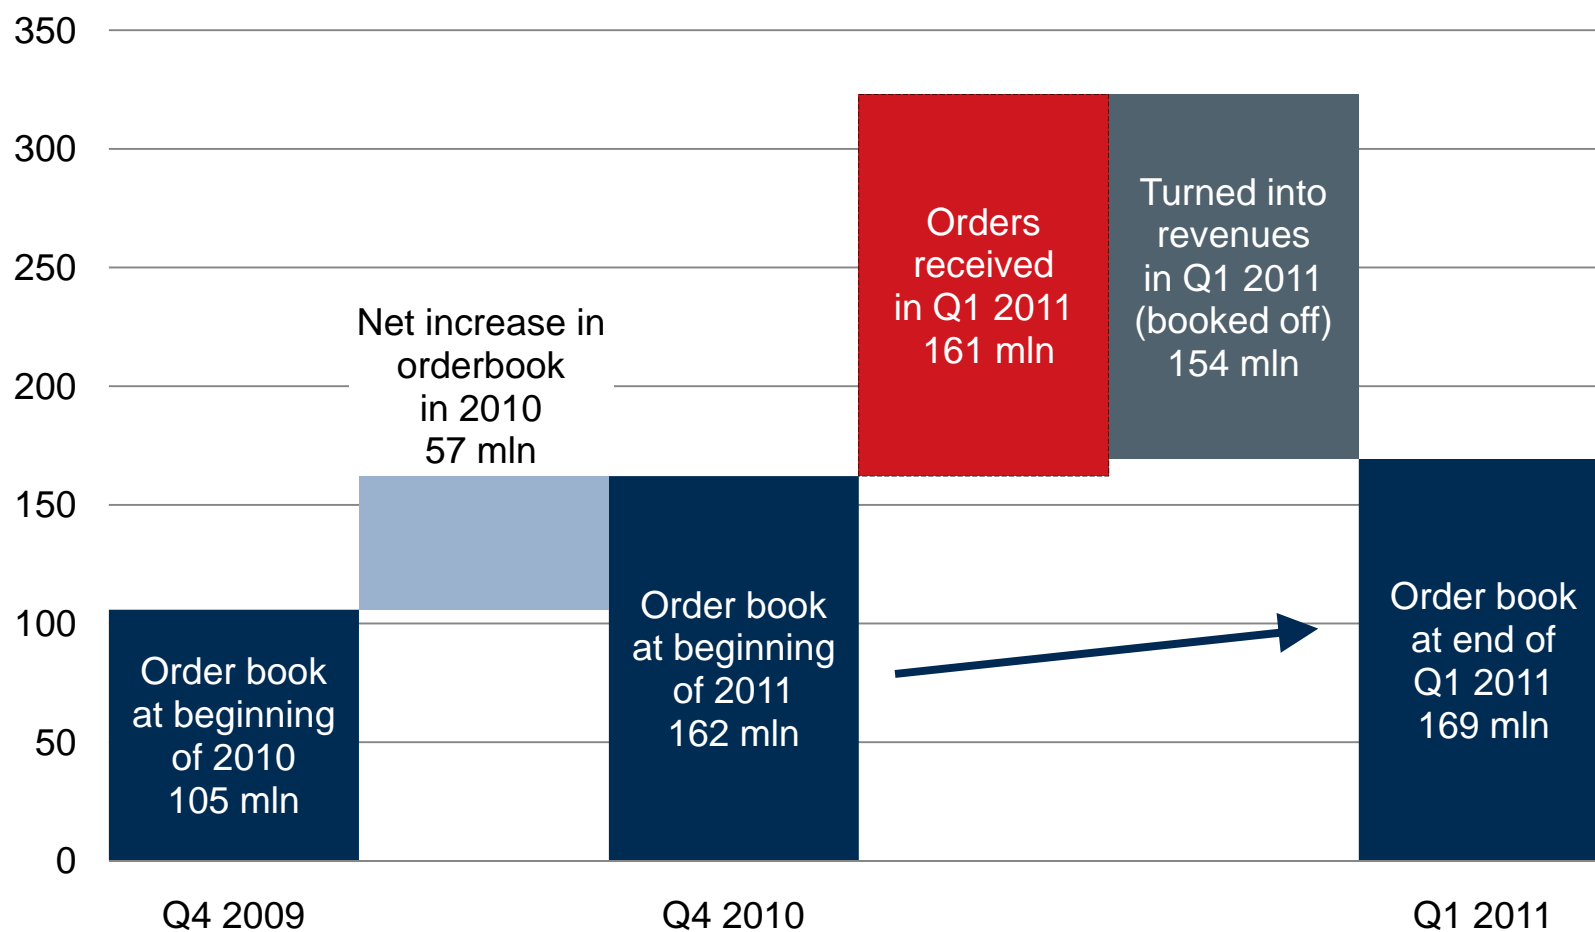 350
300
250
200
150
100
50
0
Order book
at beginning
of 2010
105 mln
Net increase in
orderbook
in 2010
57 mln
Order book
at beginning
of 2011
162 mln
Orders
received
in Q1 2011
161 mln
Turned into
revenues
in Q1 2011
(booked off)
154 mln
Order book
at end of
Q1 2011
169 mln
Q4 2009
Q4 2010
Q1 2011